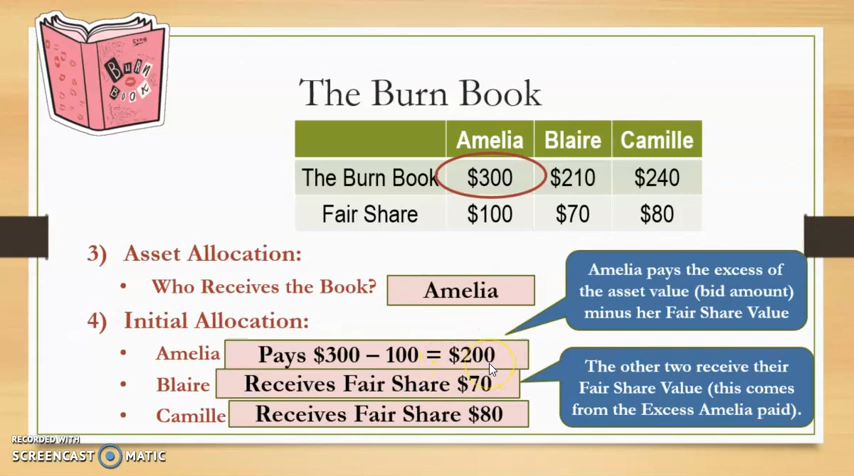 BURN
BOOK
The Burn Book
Amelia Blaire Camille
The Burn Book $300 $210 $240
Fair Share $100 $70 $80
3) Asset Allocation:
• Who Receives the Book? Amelia
4) Initial Allocation:
• Amelia Pays $300 – 100 = $200
• Blaire Receives Fair Share $70
• Camille Receives Fair Share $80
Amelia pays the excess of
the asset value (bid amount)
minus her Fair Share Value
The other two receive their
Fair Share Value (this comes
from the Excess Amelia paid).
RECORDED WITH
SCREENCAST MATIC